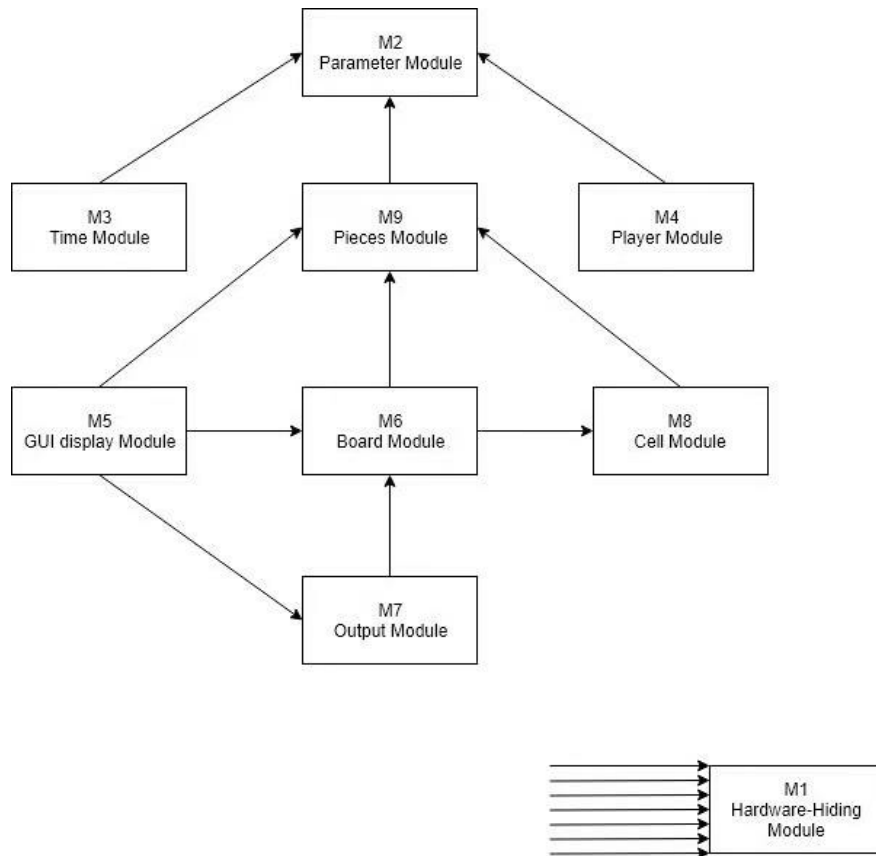 M2
Parameter Module
M3
Time Module
M9
Pieces Module
M4
Player Module
M5
GUI display Module
M6
Board Module
M8
Cell Module
M7
Output Module
M1
Hardware-Hiding
Module